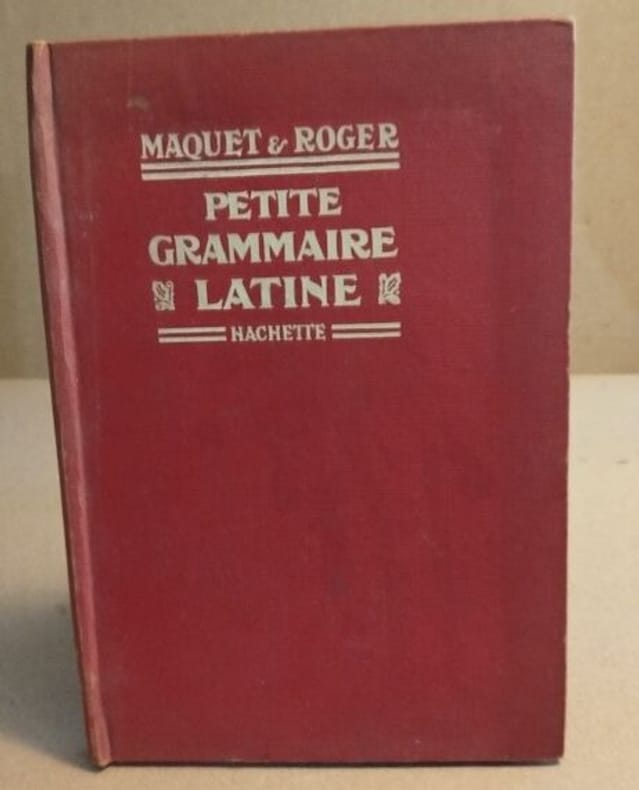 MAQUET & ROGER
PETITE
GRAMMAIRE
LATINE
HACHETTE